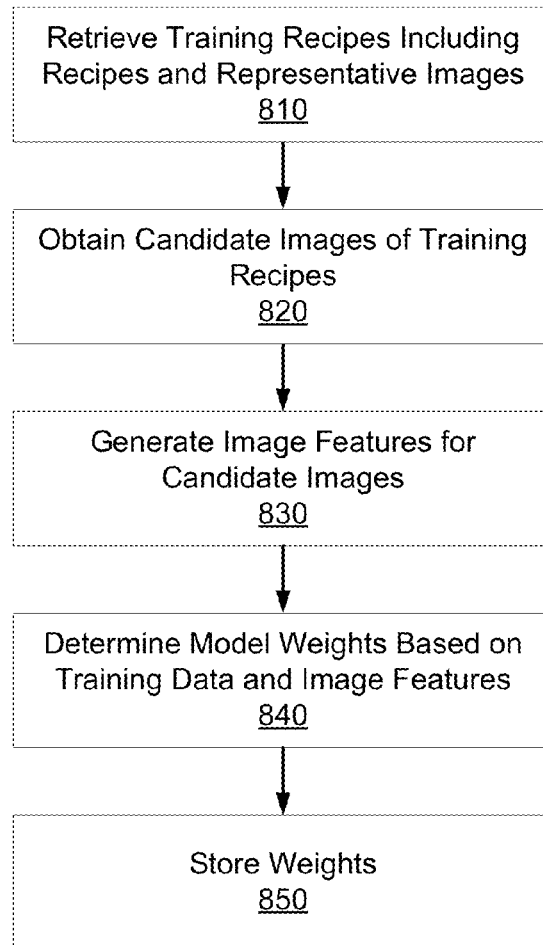 Retrieve Training Recipes Including
Recipes and Representative Images
810
Obtain Candidate Images of Training
Recipes
820
Generate Image Features for
Candidate Images
830
Determine Model Weights Based on
Training Data and Image Features
840
Store Weights
850